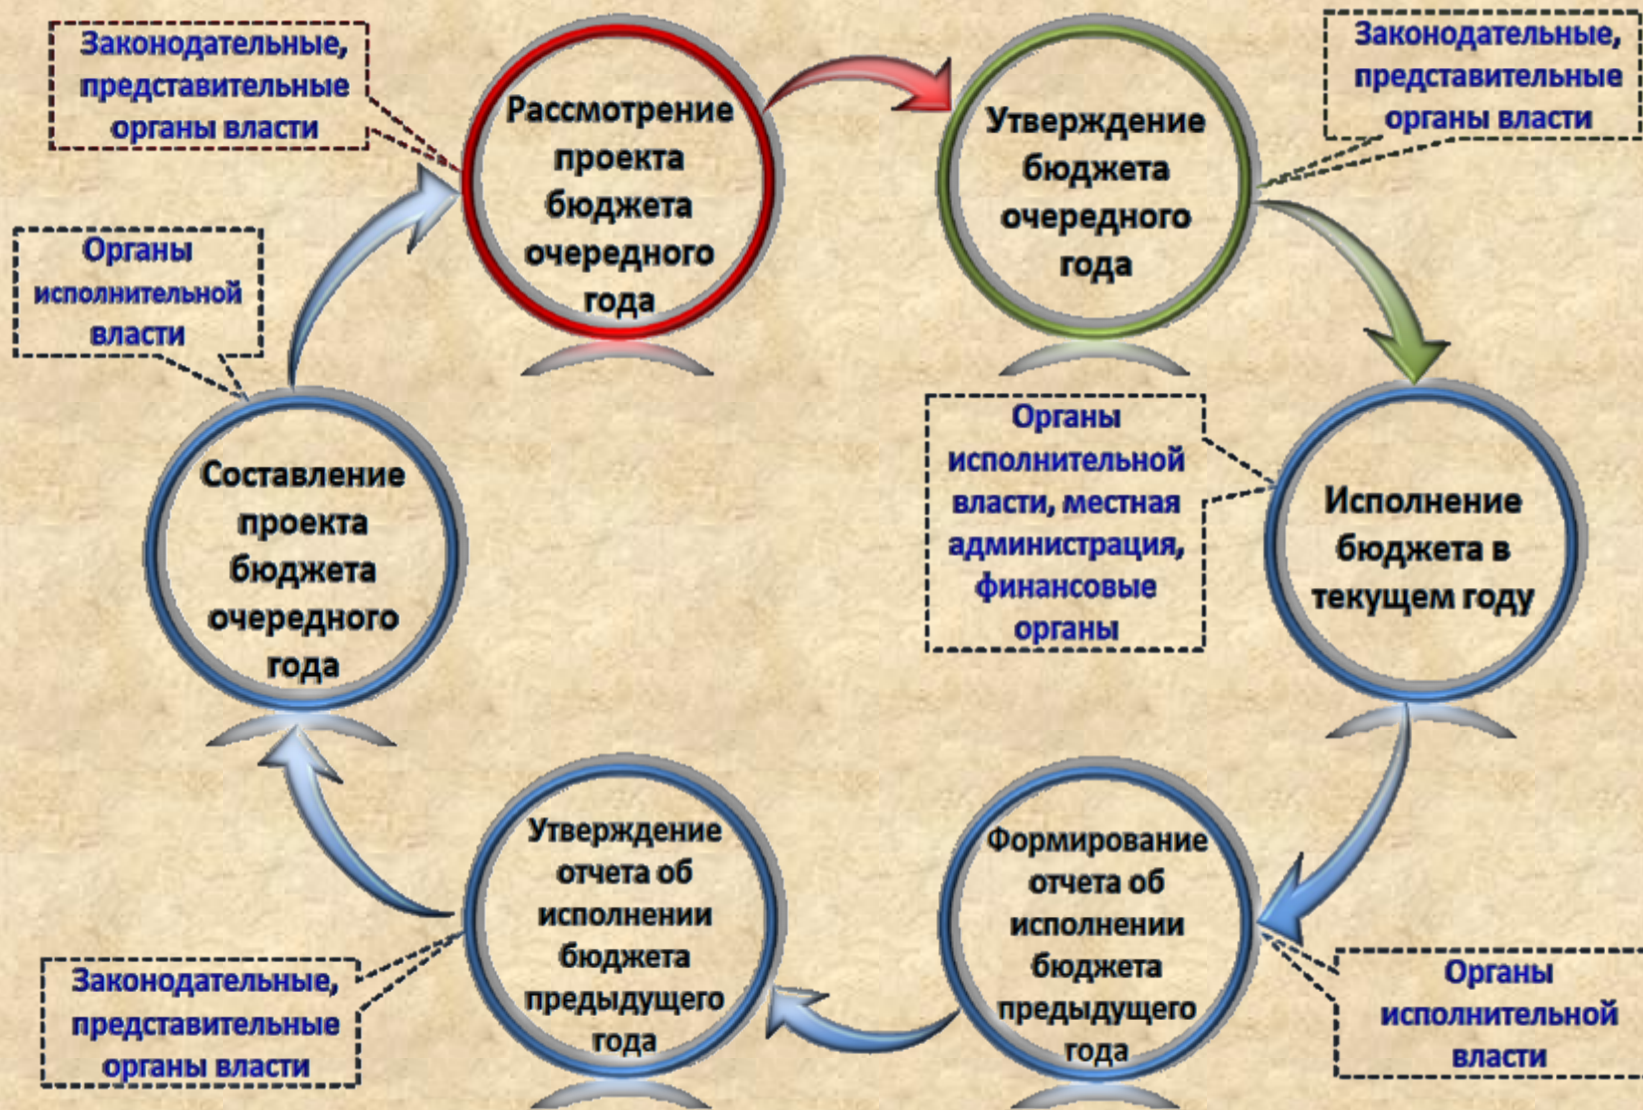 Законодательные,
представительные
органы власти
Рассмотрение
проекта
бюджета
очередного
года
Утверждение
бюджета
очередного
года
Законодательные,
представительные
органы власти
Органы
исполнительной
власти
Составление
проекта
бюджета
очередного
года
Органы
исполнительной
власти, местная
администрация,
финансовые
органы
Исполнение
бюджета в
текущем году
Законодательные,
представительные
органы власти
Утверждение
отчета об
исполнении
бюджета
предыдущего
года
Формирование
отчета об
исполнении
бюджета
предыдущего
года
Органы
исполнительной
власти